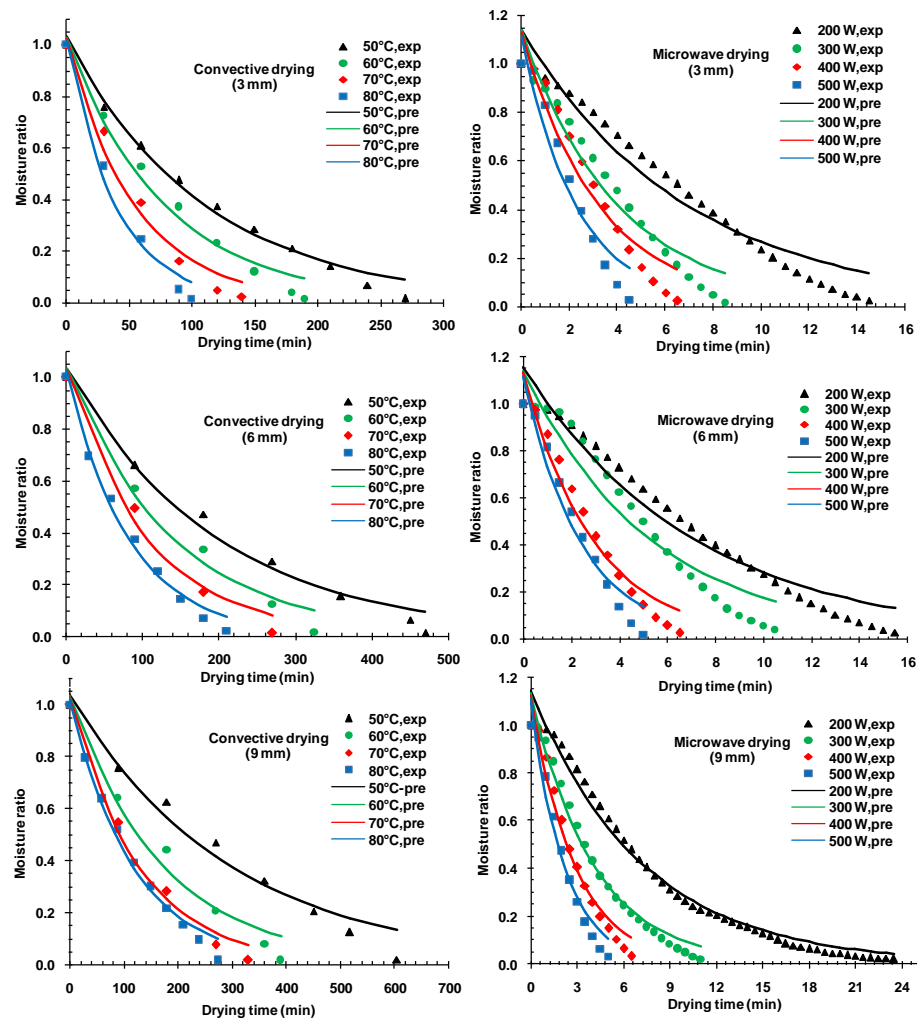 1.0
0.8
0.6
0.4
0.2
0.0
Moisture ratio
Convective drying
(3 mm)
50°C,exp
60°C,exp
70°C,exp
80°C,exp
50°C,pre
60°C,pre
70°C,pre
80°C,pre
0 50 100 150 200 250 300
Drying time (min)
1.2
1.0
0.8
0.6
0.4
0.2
0.0
Moisture ratio
Microwave drying
(3 mm)
200 W,exp
300 W,exp
400 W,exp
500 W,exp
200 W,pre
300 W,pre
400 W,pre
500 W,pre
0 2 4 6 8 10 12 14 16
Drying time (min)
1.0
0.8
0.6
0.4
0.2
0.0
Moisture ratio
Convective drying
(6 mm)
50°C,exp
60°C,exp
70°C,exp
80°C,exp
50°C,pre
60°C,pre
70°C,pre
80°C,pre
0 100 200 300 400 500
Drying time (min)
1.2
1.0
0.8
0.6
0.4
0.2
0.0
Moisture ratio
Microwave drying
(6 mm)
200 W,exp
300 W,exp
400 W,exp
500 W,exp
200 W,pre
300 W,pre
400 W,pre
500 W,pre
0 2 4 6 8 10 12 14 16
Drying time (min)
1.0
0.8
0.6
0.4
0.2
0.0
Moisture ratio
Convective drying
(9 mm)
50°C,exp
60°C,exp
70°C,exp
80°C,exp
50°C-pre
60°C,pre
70°C,pre
80°C,pre
0 100 200 300 400 500 600 700
Drying time (min)
1.2
1.0
0.8
0.6
0.4
0.2
0.0
Moisture ratio
Microwave drying
(9 mm)
200 W,exp
300 W,exp
400 W,exp
500 W,exp
200 W,pre
300 W,pre
400 W,pre
500 W,pre
0 3 6 9 12 15 18 21 24
Drying time (min)